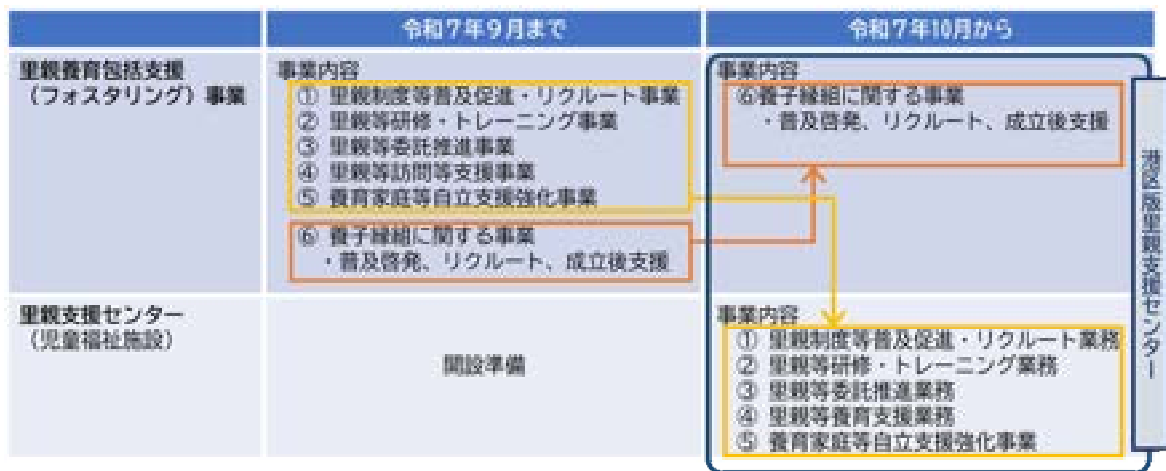 令和7年9月まで
令和7年10月から
里親養育包括支援
（フォスタリング）事業
事業内容
① 里親制度等普及促進・リクルート事業
② 里親等研修・トレーニング事業
③ 里親等委託推進事業
④ 里親等訪問等支援事業
⑤ 養育家庭等自立支援強化事業
⑥ 養子縁組に関する事業
・普及啓発、リクルート、成立後支援
事業内容
⑥養子縁組に関する事業
・普及啓発、リクルート、成立後支援
里親支援センター
（児童福祉施設）
開設準備
事業内容
① 里親制度等普及促進・リクルート業務
② 里親等研修・トレーニング業務
③ 里親等委託推進業務
④ 里親等養育支援業務
⑤ 養育家庭等自立支援強化事業
港区版里親支援センター